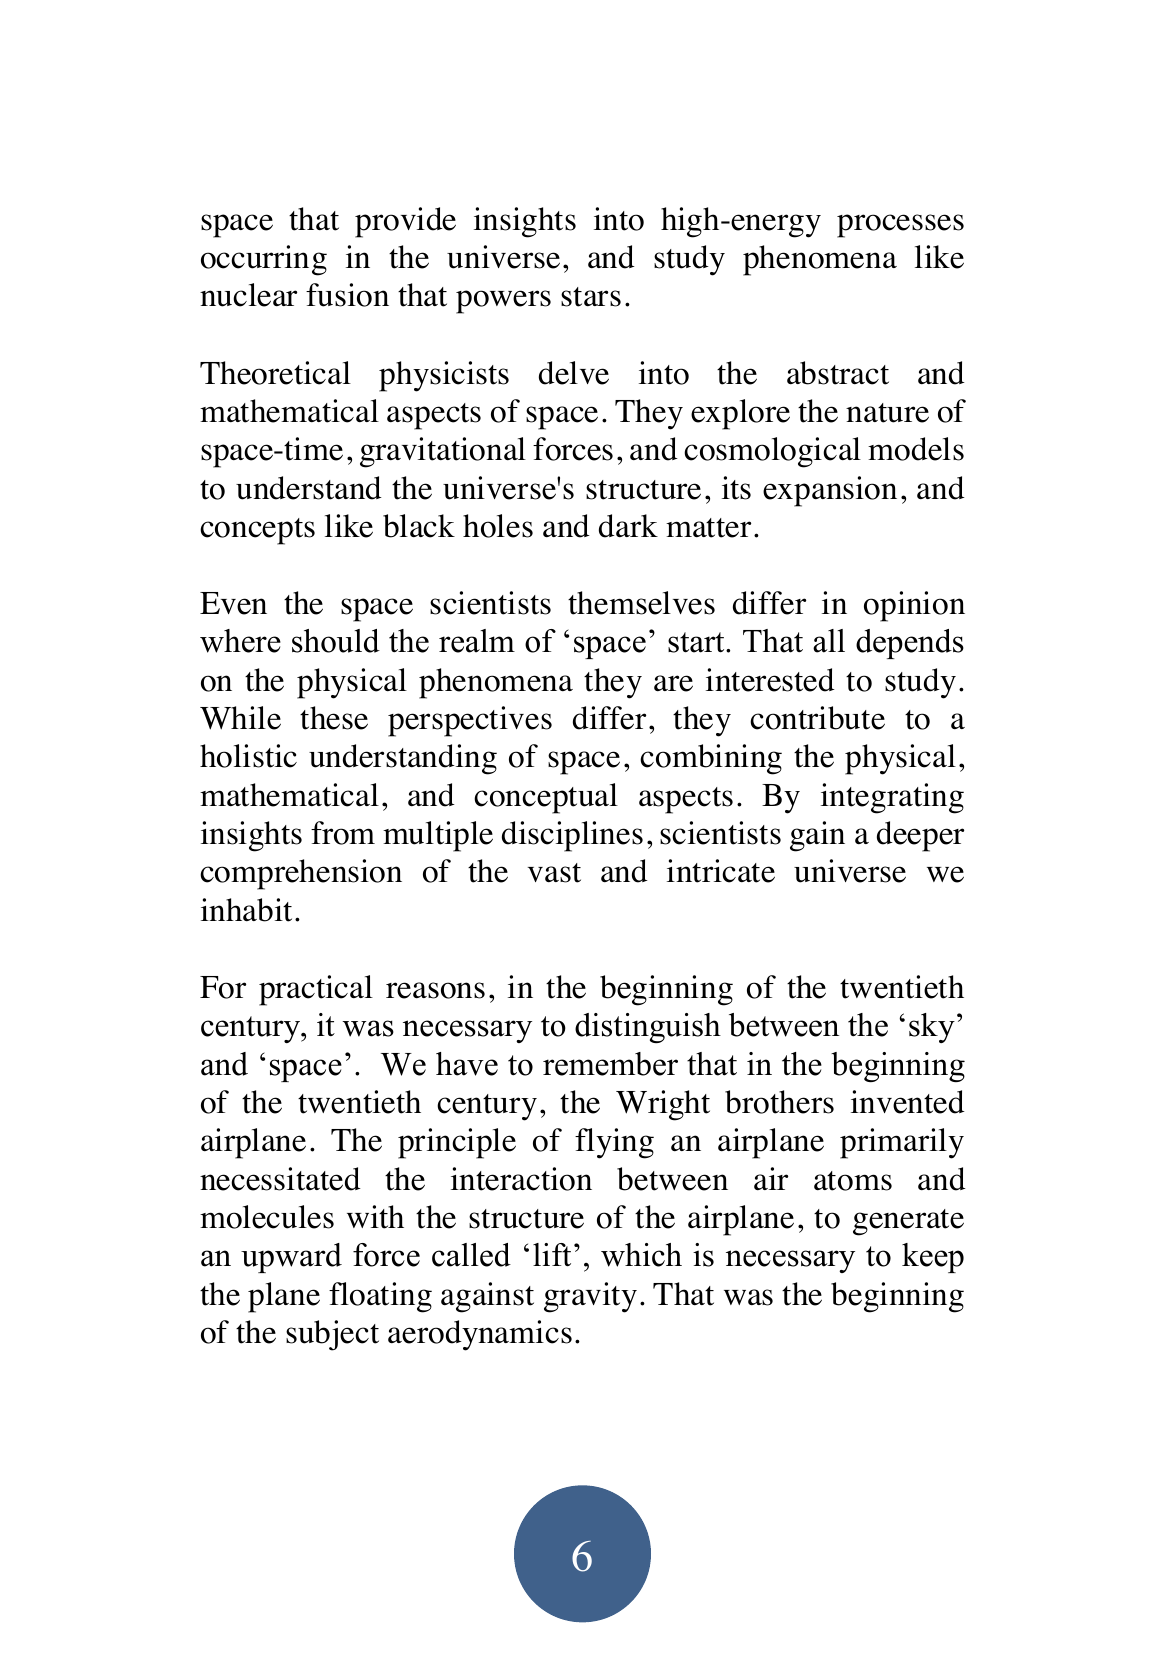 space that provide insights into high-energy processes
occurring in the universe, and study phenomena like
nuclear fusion that powers stars.
Theoretical physicists delve into the abstract and
mathematical aspects of space. They explore the nature of
space-time, gravitational forces, and cosmological models
to understand the universe's structure, its expansion, and
concepts like black holes and dark matter.
Even the space scientists themselves differ in opinion
where should the realm of ‘space’ start. That all depends
on the physical phenomena they are interested to study.
While these perspectives differ, they contribute to a
holistic understanding of space, combining the physical,
mathematical, and conceptual aspects. By integrating
insights from multiple disciplines, scientists gain a deeper
comprehension of the vast and intricate universe we
inhabit.
For practical reasons, in the beginning of the twentieth
century, it was necessary to distinguish between the ‘sky’
and ‘space’.  We have to remember that in the beginning
of the twentieth century, the Wright brothers invented
airplane. The principle of flying an airplane primarily
necessitated the interaction between air atoms and
molecules with the structure of the airplane, to generate
an upward force called ‘lift’, which is necessary to keep
the plane floating against gravity. That was the beginning
of the subject aerodynamics.
6